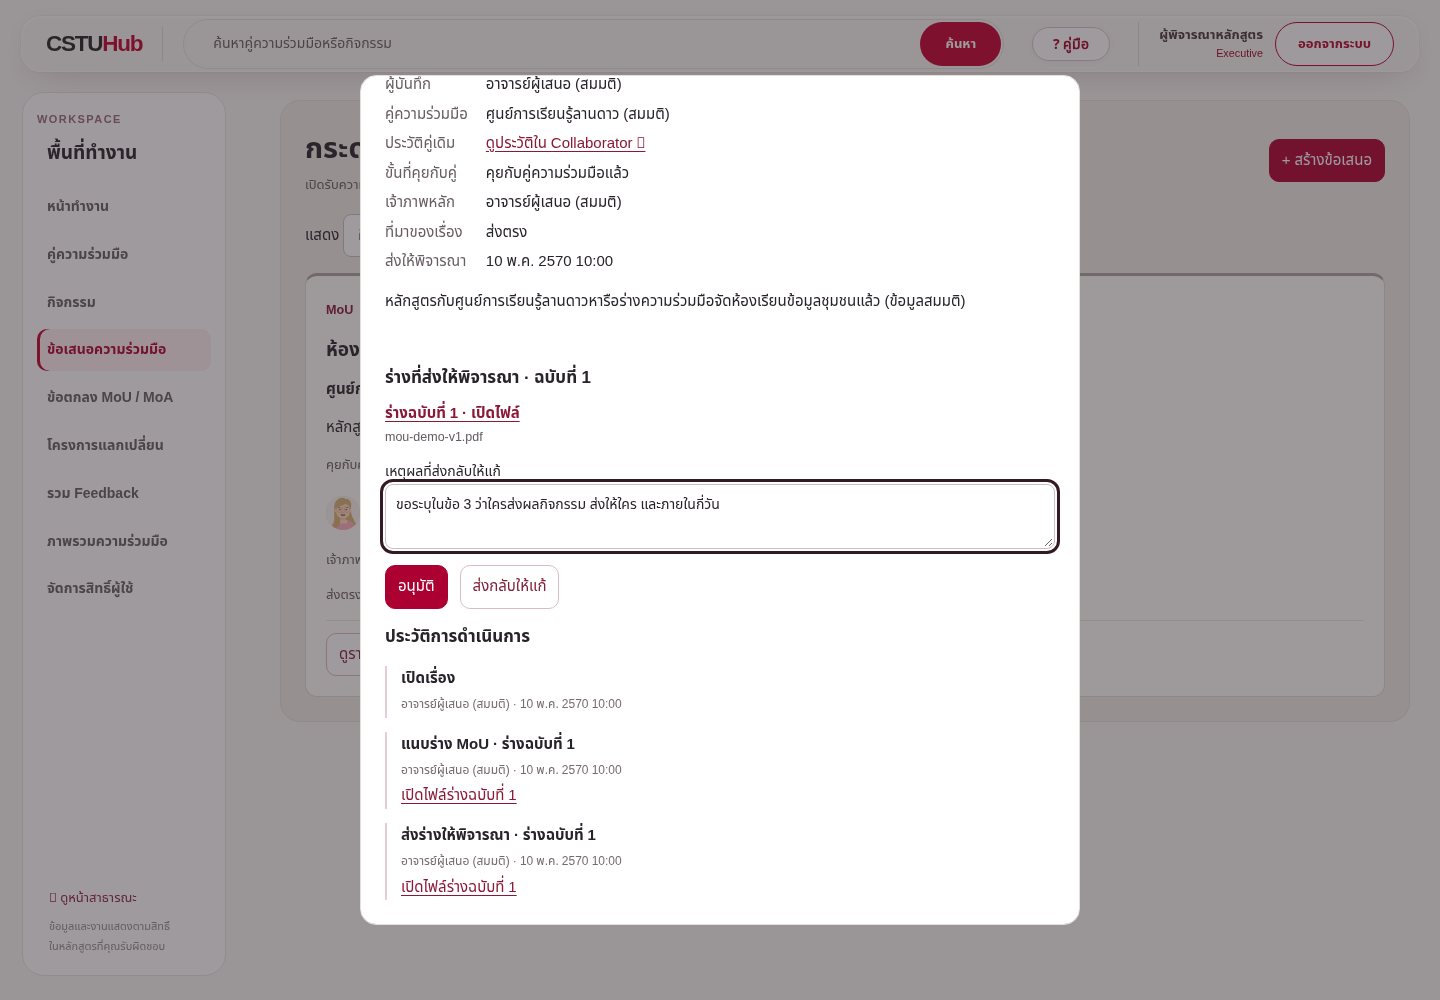 CSTUHub
ค้นหาคู่ความร่วมมือหรือกิจกรรม
ค้นหา
? คู่มือ
ผู้พิจารณาหลักสูตร
Executive
ออกจากระบบ
WORKSPACE
พื้นที่ทำงาน
หน้าทำงาน
คู่ความร่วมมือ
กิจกรรม
ข้อเสนอความร่วมมือ
ข้อตกลง MoU / MoA
โครงการแลกเปลี่ยน
รวม Feedback
ภาพรวมความร่วมมือ
จัดการสิทธิ์ผู้ใช้
ดูหน้าสาธารณะ
ข้อมูลและงานแสดงตามสิทธิ์
ในหลักสูตรที่คุณรับผิดชอบ
+ สร้างข้อเสนอ
แสดง
MoU
ห้อง
ผู้บันทึก อาจารย์ผู้เสนอ (สมมติ)
คู่ความร่วมมือ ศูนย์การเรียนรู้ลานดาว (สมมติ)
ประวัติคู่เดิม ดูประวัติใน Collaborator
ขั้นที่คุยกับคู่ คุยกับคู่ความร่วมมือแล้ว
เจ้าภาพหลัก อาจารย์ผู้เสนอ (สมมติ)
ที่มาของเรื่อง ส่งตรง
ส่งให้พิจารณา 10 พ.ค. 2570 10:00
หลักสูตรกับศูนย์การเรียนรู้ลานดาวหารือร่างความร่วมมือจัดห้องเรียนข้อมูลชุมชนแล้ว (ข้อมูลสมมติ)
ร่างที่ส่งให้พิจารณา · ฉบับที่ 1
ร่างฉบับที่ 1 · เปิดไฟล์
mou-demo-v1.pdf
เหตุผลที่ส่งกลับให้แก้
ขอระบุในข้อ 3 ว่าใครส่งผลกิจกรรม ส่งให้ใคร และภายในกี่วัน
อนุมัติ
ส่งกลับให้แก้
ประวัติการดำเนินการ
เปิดเรื่อง
อาจารย์ผู้เสนอ (สมมติ) · 10 พ.ค. 2570 10:00
แนบร่าง MoU · ร่างฉบับที่ 1
อาจารย์ผู้เสนอ (สมมติ) · 10 พ.ค. 2570 10:00
เปิดไฟล์ร่างฉบับที่ 1
ส่งร่างให้พิจารณา · ร่างฉบับที่ 1
อาจารย์ผู้เสนอ (สมมติ) · 10 พ.ค. 2570 10:00
เปิดไฟล์ร่างฉบับที่ 1